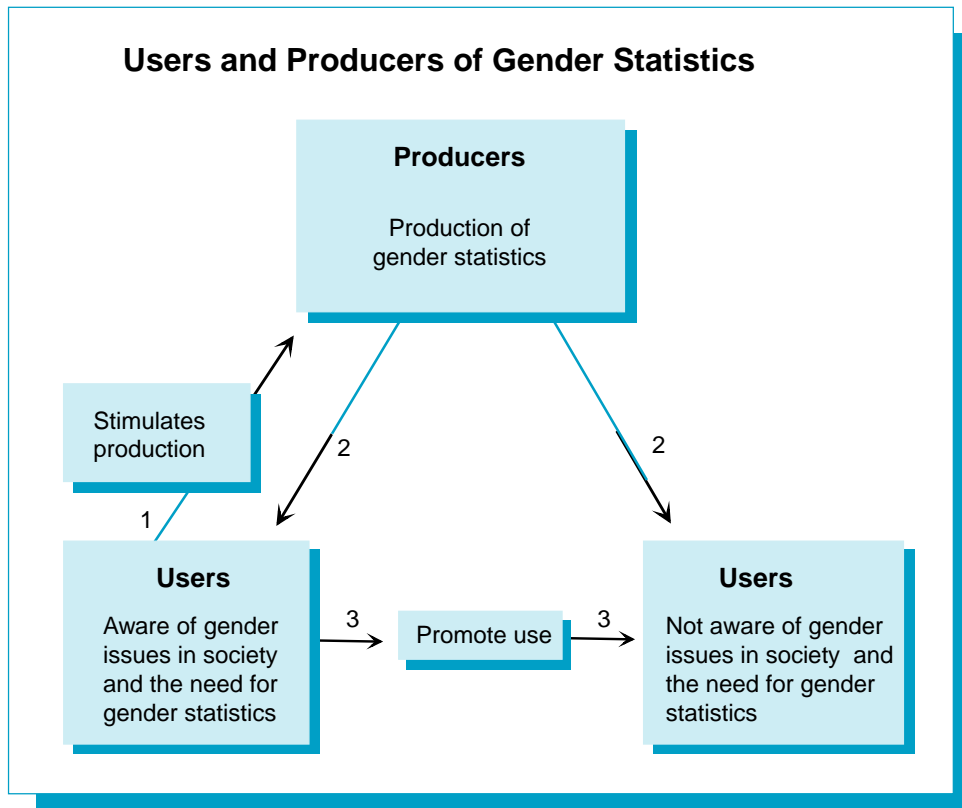 Users and Producers of Gender Statistics
Producers
Production of
gender statistics
Stimulates
production
2
2
1
Users
Aware of gender
issues in society
and the need for
gender statistics
3
Promote use
3
Users
Not aware of gender
issues in society and
the need for gender
statistics